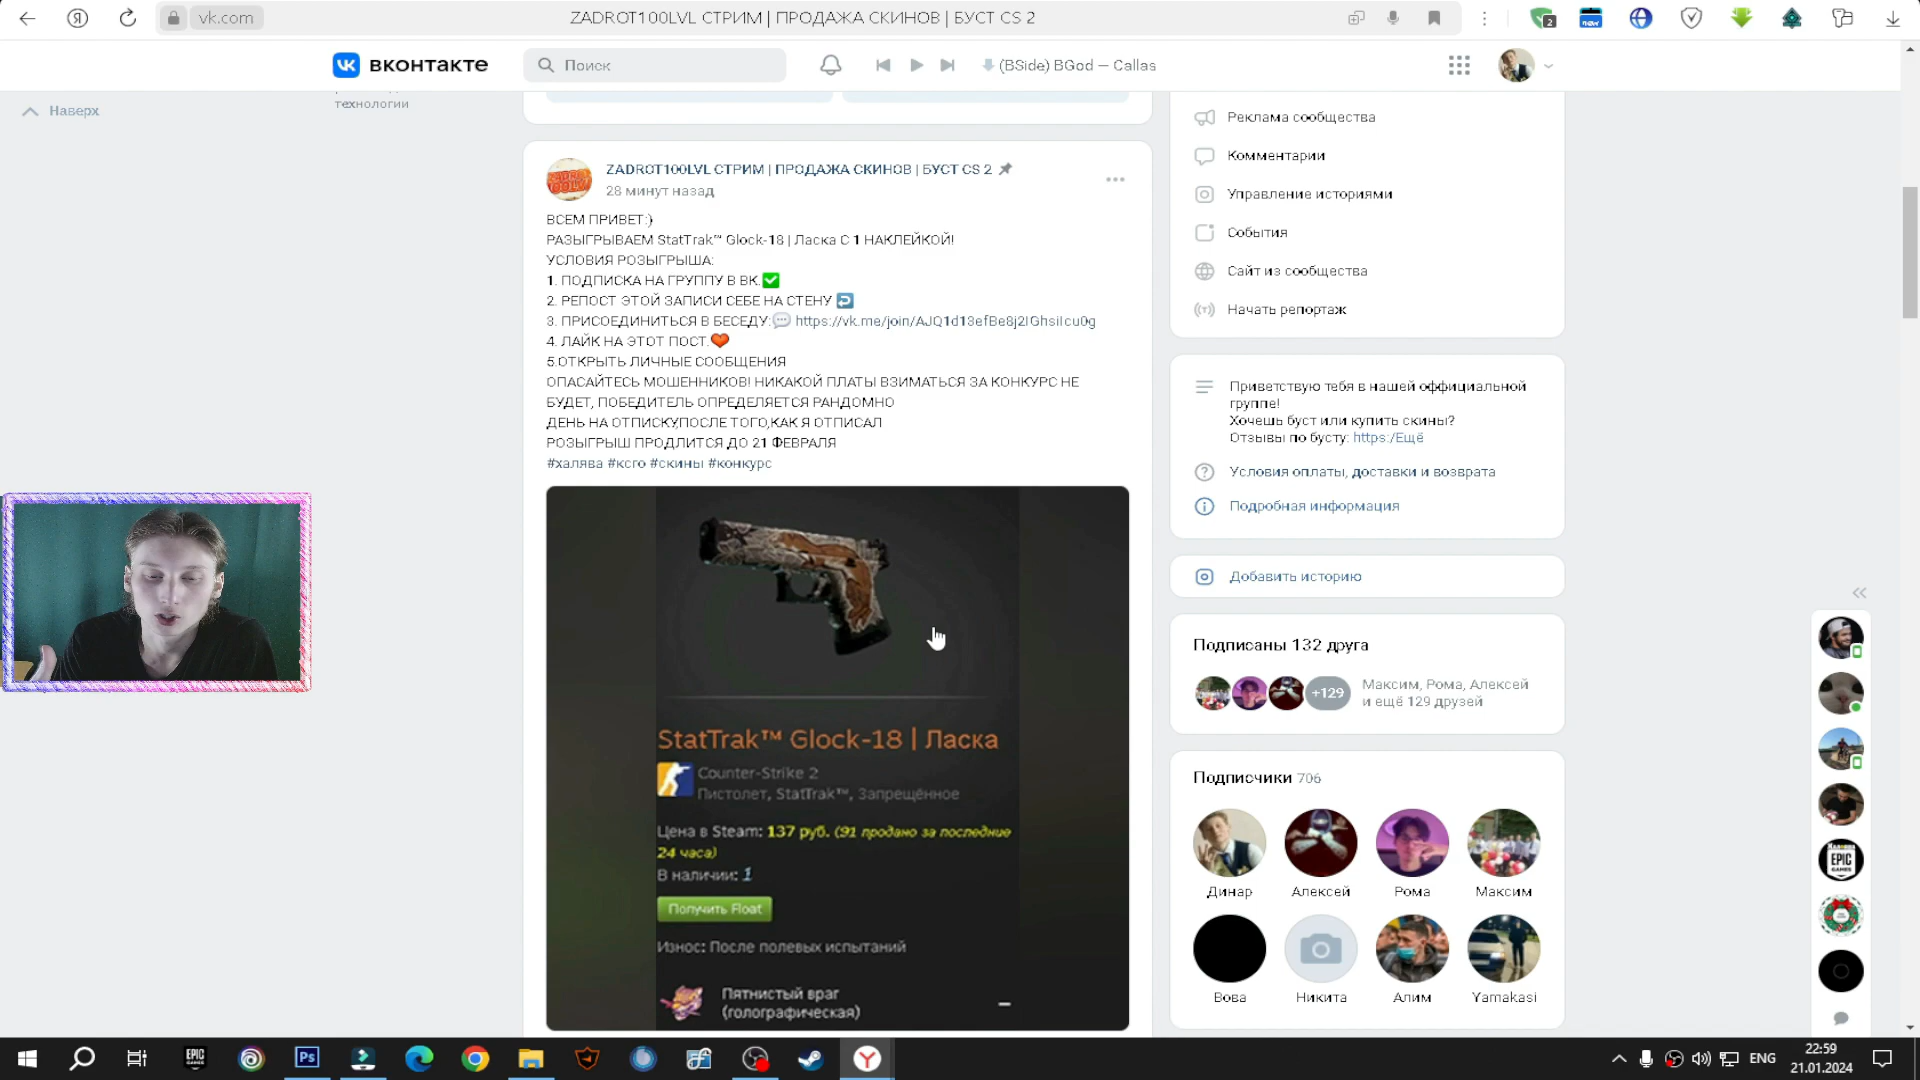 vk.com
ZADROT100LVL СТРИМ | ПРОДАЖА СКИНОВ | БУСТ CS 2
2
new
вконтакте
Поиск
(BSide) BGod — Callas
Наверх
технологии
ZADROT100LVL СТРИМ | ПРОДАЖА СКИНОВ | БУСТ CS 2
28 минут назад
ВСЕМ ПРИВЕТ:)
РАЗЫГРЫВАЕМ StatTrak™ Glock-18 | Ласка С 1 НАКЛЕЙКОЙ!
УСЛОВИЯ РОЗЫГРЫША:
1. ПОДПИСКА НА ГРУППУ В ВК.✅
2. РЕПОСТ ЭТОЙ ЗАПИСИ СЕБЕ НА СТЕНУ ↩
3. ПРИСОЕДИНИТЬСЯ В БЕСЕДУ:💬 https://vk.me/join/AJQ1d13efBe8j2IGhsiIcu0g
4. ЛАЙК НА ЭТОТ ПОСТ.❤
5.ОТКРЫТЬ ЛИЧНЫЕ СООБЩЕНИЯ
ОПАСАЙТЕСЬ МОШЕННИКОВ! НИКАКОЙ ПЛАТЫ ВЗИМАТЬСЯ ЗА КОНКУРС НЕ
БУДЕТ, ПОБЕДИТЕЛЬ ОПРЕДЕЛЯЕТСЯ РАНДОМНО
ДЕНЬ НА ОТПИСКУ,ПОСЛЕ ТОГО,КАК Я ОТПИСАЛ
РОЗЫГРЫШ ПРОДЛИТСЯ ДО 21 ФЕВРАЛЯ
#халява #ксго #скины #конкурс
StatTrak™ Glock-18 | Ласка
Counter-Strike 2
Пистолет, StatTrak™, Запрещённое
Цена в Steam: 137 руб. (91 продано за последние
24 часа)
В наличии: 1
Получить Float
Износ: После полевых испытаний
Пятнистый враг
(голографическая)
Реклама сообщества
Комментарии
Управление историями
События
Сайт из сообщества
Начать репортаж
Приветствую тебя в нашей оффициальной
группе!
Хочешь буст или купить скины?
Отзывы по бусту: https:/Ещё
Условия оплаты, доставки и возврата
Подробная информация
Добавить историю
Подписаны 132 друга
+129
Максим, Рома, Алексей
и ещё 129 друзей
Подписчики 706
Динар
Алексей
Рома
Максим
Вова
Никита
Алим
Yamakasi
EPIC
GAMES
EPIC
Ps
ENG
22:59
21.01.2024